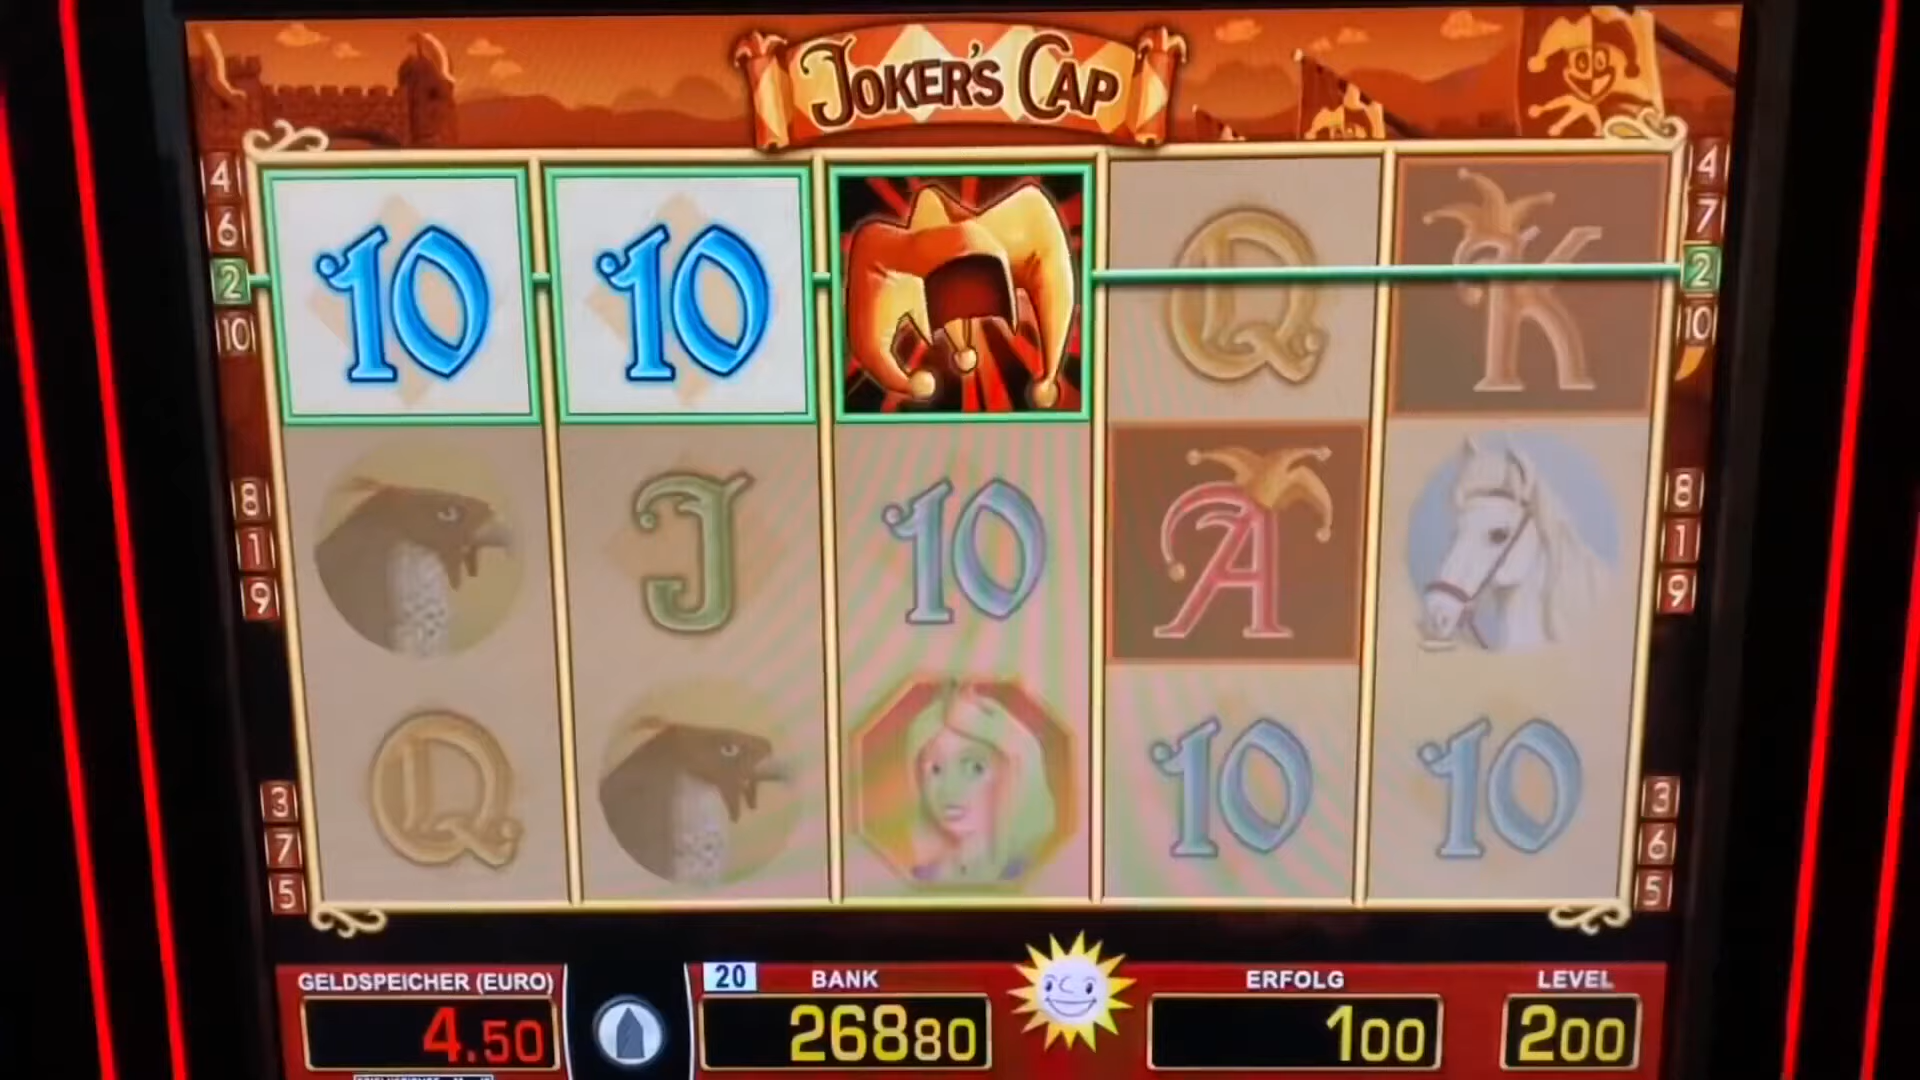 JOKER'S CAP
4 4
6 10 10 Q K 7
2 2
10 10
8 J 10 A 8
1 1
9 9
3 Q 10 10 3
7 6
5 5
GELDSPEICHER (EURO) 20 BANK ERFOLG LEVEL
4.50 26880 100 200